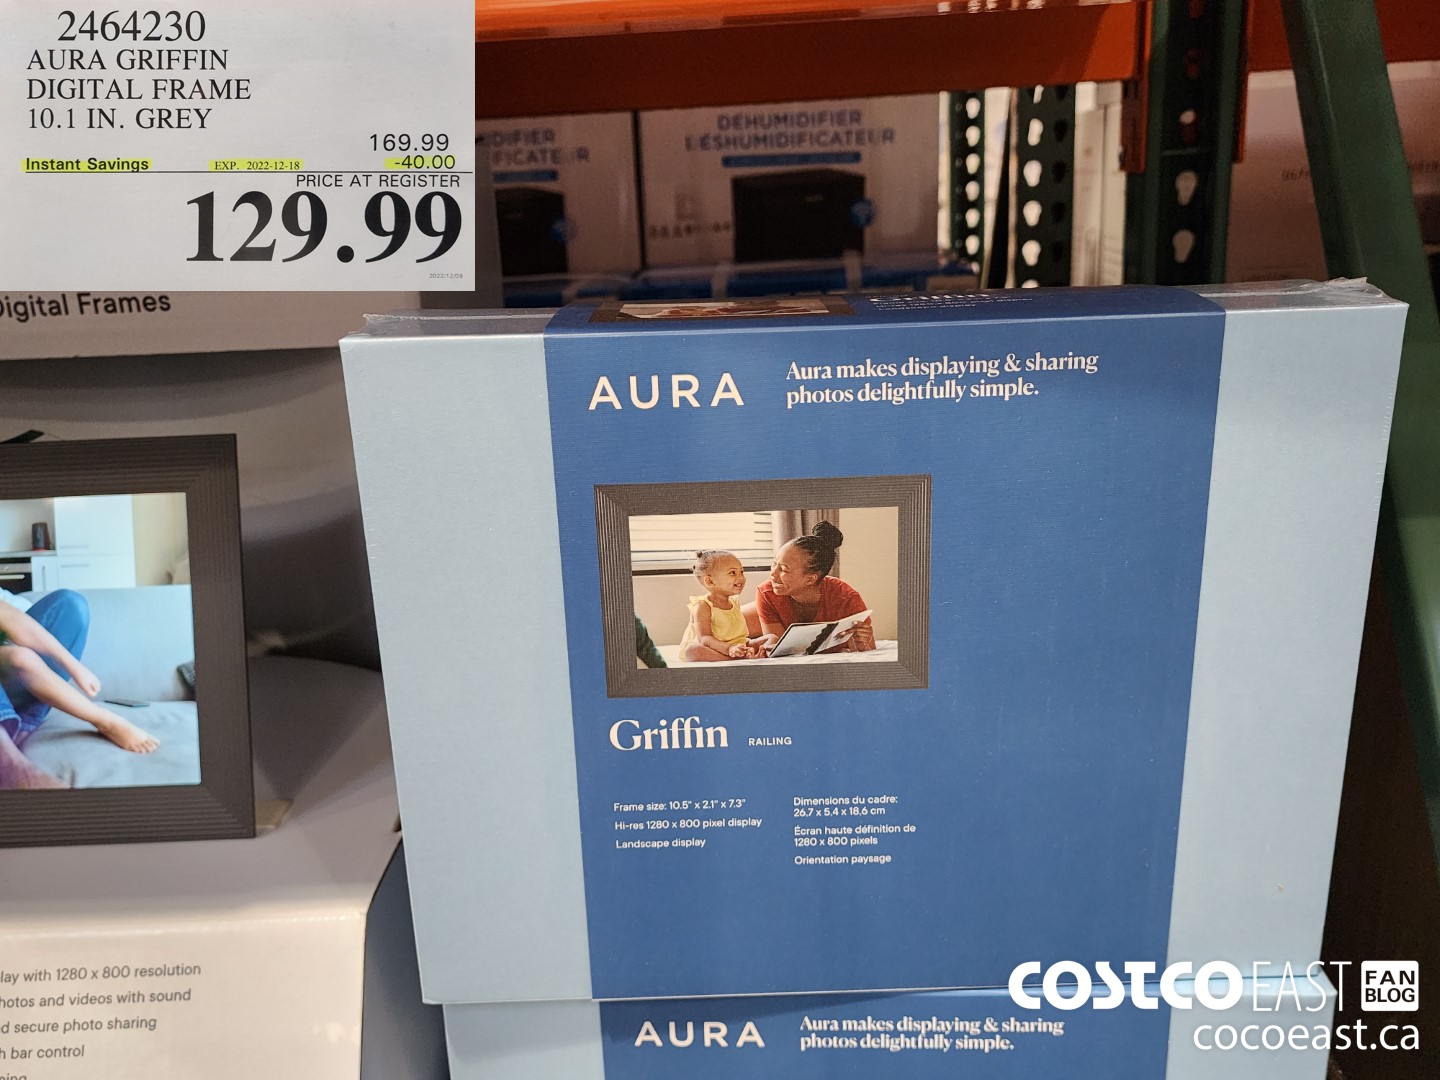 2464230
AURA GRIFFIN
DIGITAL FRAME
10.1 IN. GREY
169.99
Instant Savings EXP. 2022-12-18 -40.00
PRICE AT REGISTER
129.99
2022/12/08
DEHUMIDIFIER
DÉSHUMIDIFICATEUR
Digital Frames
Griffin
AURA
Aura makes displaying & sharing
photos delightfully simple.
Griffin RAILING
Frame size: 10.5" x 2.1" x 7.3"
Hi-res 1280 x 800 pixel display
Landscape display
Dimensions du cadre:
26.7 x 5.4 x 18.6 cm
Écran haute définition de
1280 x 800 pixels
Orientation paysage
lay with 1280 x 800 resolution
hotos and videos with sound
d secure photo sharing
h bar control
AURA
Aura makes displaying & sharing
photos delightfully simple.
COSTCO EAST FAN BLOG
cocoeast.ca